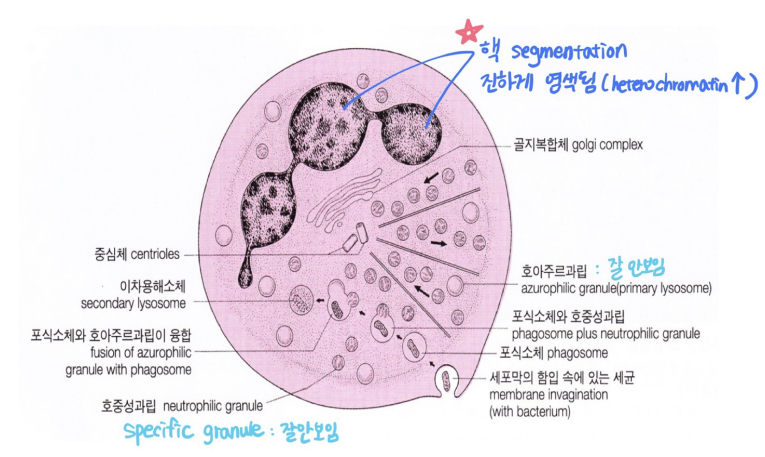 핵 segmentation
진하게 염색됨 (heterochromatin ↑)
골지복합체 golgi complex
중심체 centrioles
호아주르과립 : 잘 안보임
azurophilic granule(primary lysosome)
이차용해소체
secondary lysosome
포식소체와 호중성과립
phagosome plus neutrophilic granule
포식소체와 호아주르과립이 융합
fusion of azurophilic
granule with phagosome
포식소체 phagosome
세포막의 함입 속에 있는 세균
membrane invagination
(with bacterium)
호중성과립 neutrophilic granule
specific granule : 잘안보임